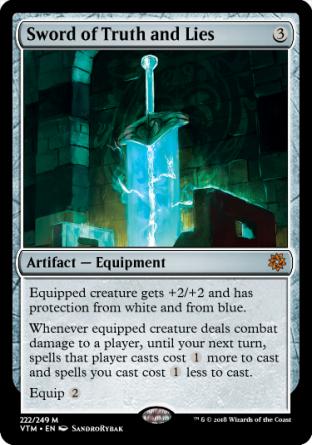 Sword of Truth and Lies 3
Artifact — Equipment
Equipped creature gets +2/+2 and has
protection from white and from blue.
Whenever equipped creature deals combat
damage to a player, until your next turn,
spells that player casts cost 1 more to cast
and spells you cast cost 1 less to cast.
Equip 2
222/249 M
VTM • EN SandroRybak
™ & © 2018 Wizards of the Coast